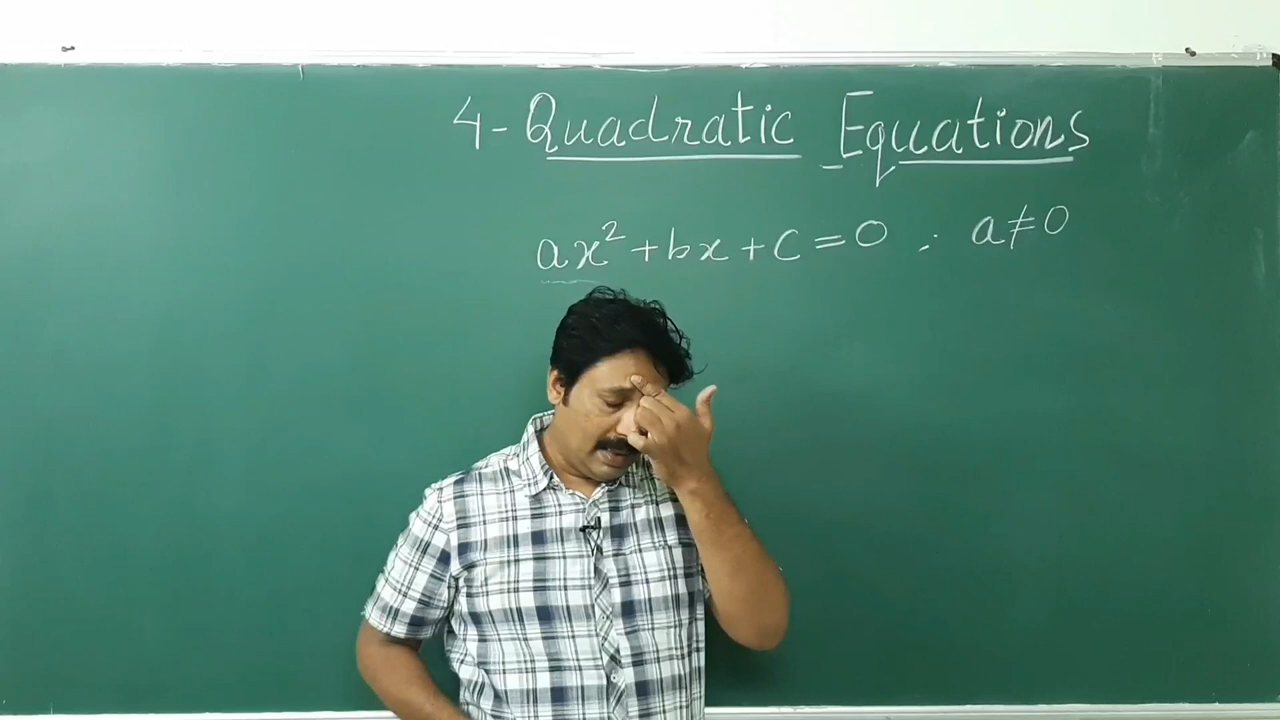 4- Quadratic Equations
ax² + bx + c = 0 ; a ≠ 0